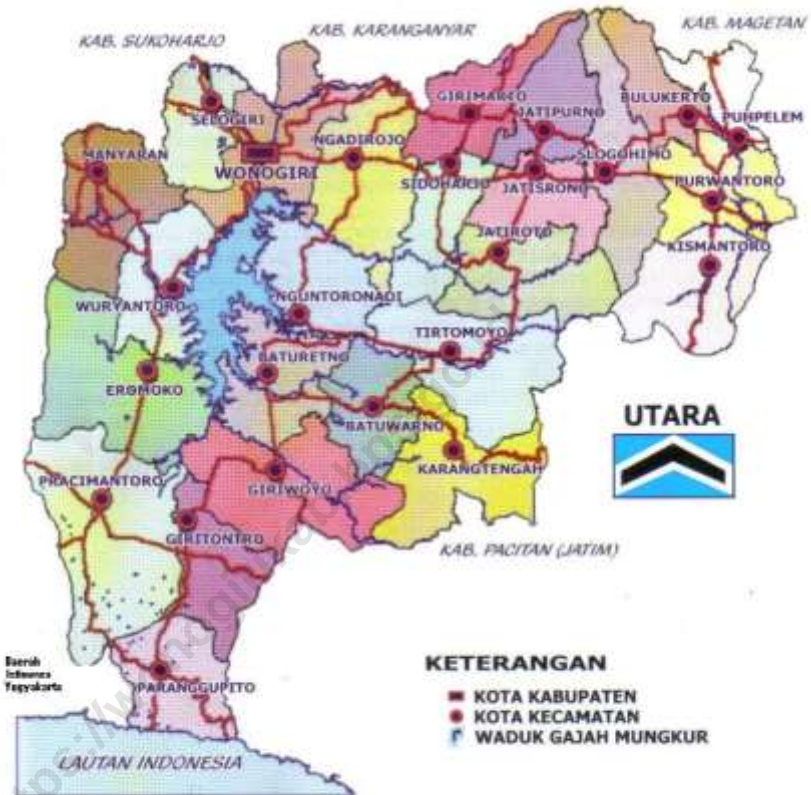 KAB. SUKOHARJO
KAB. KARANGANYAR
KAB. MAGETAN
SELOGIRI
GIRIMARTO
JATIPURNO
BULUKERTO
PUHPELEM
MANYARAN
WONOGIRI
NGADIROJO
SIDOHARJO
JATISRONO
SLOGOHIMO
PURWANTORO
JATIROTO
KISMANTORO
WURYANTORO
NGUNTORONADI
TIRTOMOYO
BATURETNO
EROMOKO
BATUWARNO
UTARA
KARANGTENGAH
PRACIMANTORO
GIRIWOYO
GIRITONTRO
KAB. PACITAN (JATIM)
Daerah
Istimewa
Yogyakarta
PARANGGUPITO
KETERANGAN
KOTA KABUPATEN
KOTA KECAMATAN
WADUK GAJAH MUNGKUR
LAUTAN INDONESIA